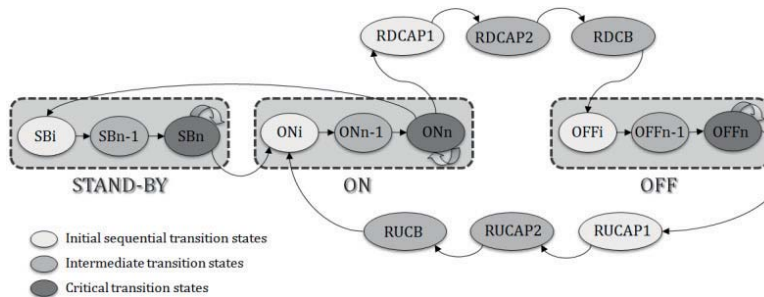 RDCAP1 RDCAP2 RDCB
SBi SBn-1 SBn ONi ONn-1 ONn OFFi OFFn-1 OFFn
STAND-BY ON OFF
RUCB RUCAP2 RUCAP1
Initial sequential transition states
Intermediate transition states
Critical transition states